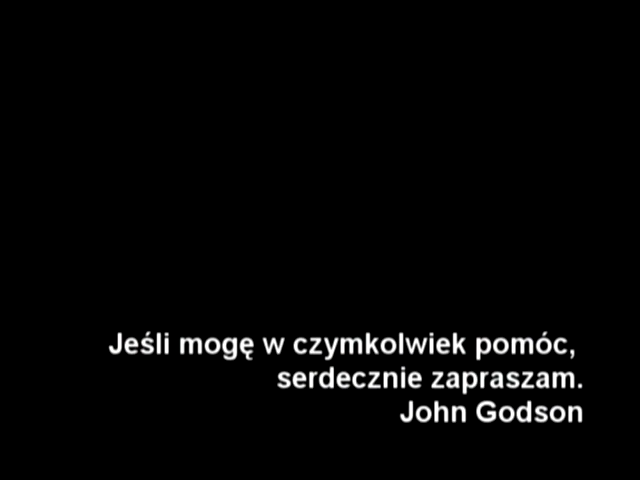 Jeśli mogę w czymkolwiek pomóc,
serdecznie zapraszam.
John Godson